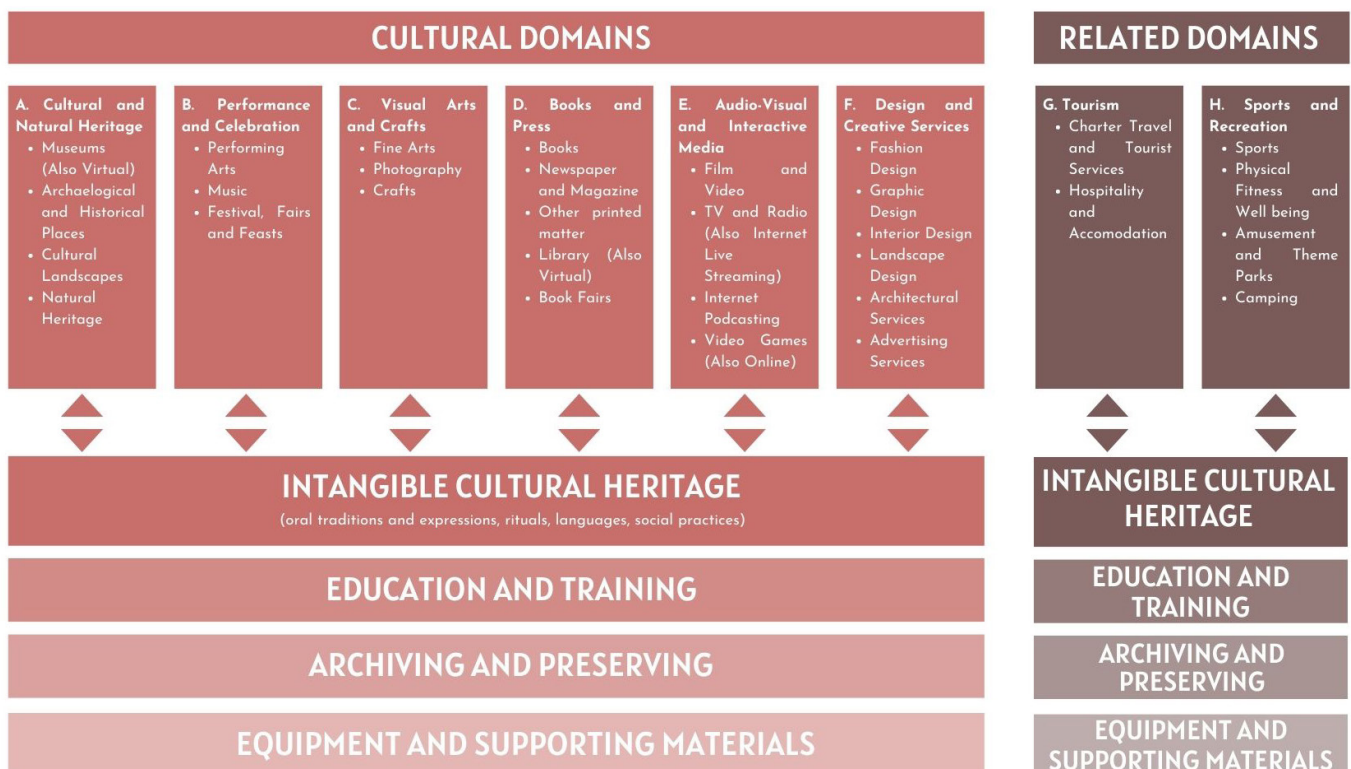 CULTURAL DOMAINS
A. Cultural and
Natural Heritage
• Museums
(Also Virtual)
• Archaelogical
and Historical
Places
• Cultural
Landscapes
• Natural
Heritage
B. Performance
and Celebration
• Performing
Arts
• Music
• Festival, Fairs
and Feasts
C. Visual Arts
and Crafts
• Fine Arts
• Photography
• Crafts
D. Books and
Press
• Books
• Newspaper
and Magazine
• Other printed
matter
• Library (Also
Virtual)
• Book Fairs
E. Audio-Visual
and Interactive
Media
• Film and
Video
• TV and Radio
(Also Internet
Live
Streaming)
• Internet
Podcasting
• Video Games
(Also Online)
F. Design and
Creative Services
• Fashion
Design
• Graphic
Design
• Interior Design
• Landscape
Design
• Architectural
Services
• Advertising
Services
INTANGIBLE CULTURAL HERITAGE
(oral traditions and expressions, rituals, languages, social practices)
EDUCATION AND TRAINING
ARCHIVING AND PRESERVING
EQUIPMENT AND SUPPORTING MATERIALS
RELATED DOMAINS
G. Tourism
• Charter Travel
and Tourist
Services
• Hospitality
and
Accomodation
H. Sports and
Recreation
• Sports
• Physical
Fitness and
Well being
• Amusement
and Theme
Parks
• Camping
INTANGIBLE CULTURAL
HERITAGE
EDUCATION AND
TRAINING
ARCHIVING AND
PRESERVING
EQUIPMENT AND
SUPPORTING MATERIALS